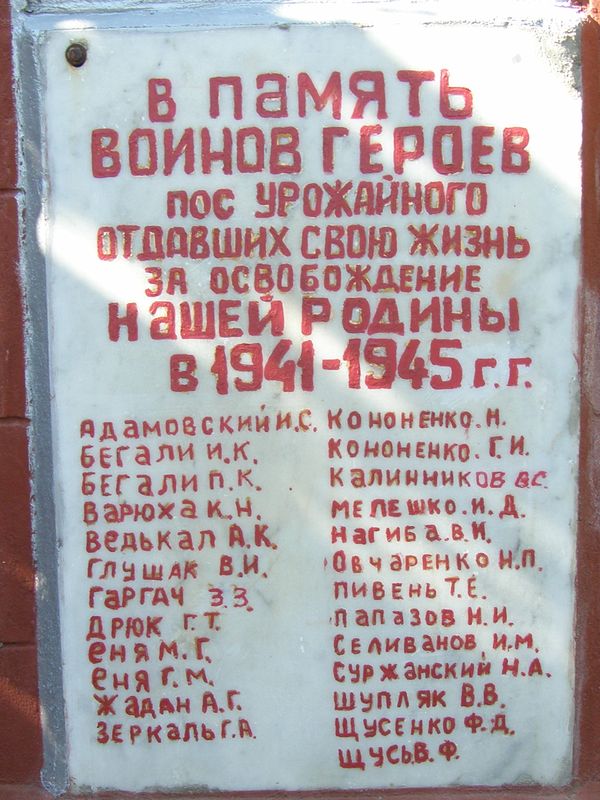 В ПАМЯТЬ
ВОИНОВ ГЕРОЕВ
ПОС УРОЖАЙНОГО
ОТДАВШИХ СВОЮ ЖИЗНЬ
ЗА ОСВОБОЖДЕНИЕ
НАШЕЙ РОДИНЫ
В 1941-1945 г.г.
АДАМОВСКИЙ И.С.
БЕГАЛИ И.К.
БЕГАЛИ П.К.
ВАРЮХА К.Н.
ВЕДЬКАЛ А.К.
ГЛУШАК В.И.
ГАРГАЧ З.З.
ДРЮК Г.Т.
ЕНЯ М.Г.
ЕНЯ Г.М.
ЖАДАН А.Г.
ЗЕРКАЛЬ Г.А.
КОНОНЕНКО.Н.
КОНОНЕНКО.Г.И.
КАЛИННИКОВ В.С.
МЕЛЕШКО.И.Д.
НАГИБА.В.И.
ОВЧАРЕНКО Н.П.
ПИВЕНЬ Т.Е.
ПАПАЗОВ Н.И.
СЕЛИВАНОВ, И.М.
СУРЖАНСКИЙ Н.А.
ШУПЛЯК В.В.
ЩУСЕНКО Ф.Д.
ЩУСЬ В.Ф.